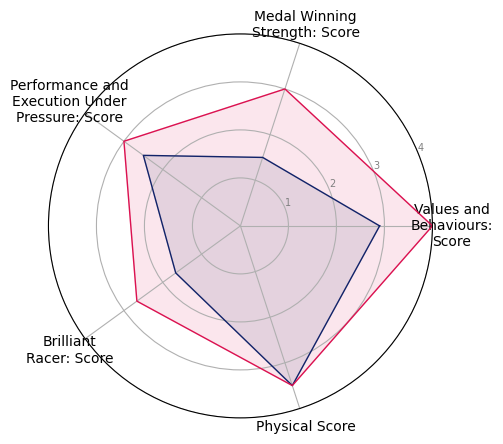 Medal Winning
Strength: Score
Performance and
Execution Under
Pressure: Score
4
3
2
1
Values and
Behaviours:
Score
Brilliant
Racer: Score
Physical Score